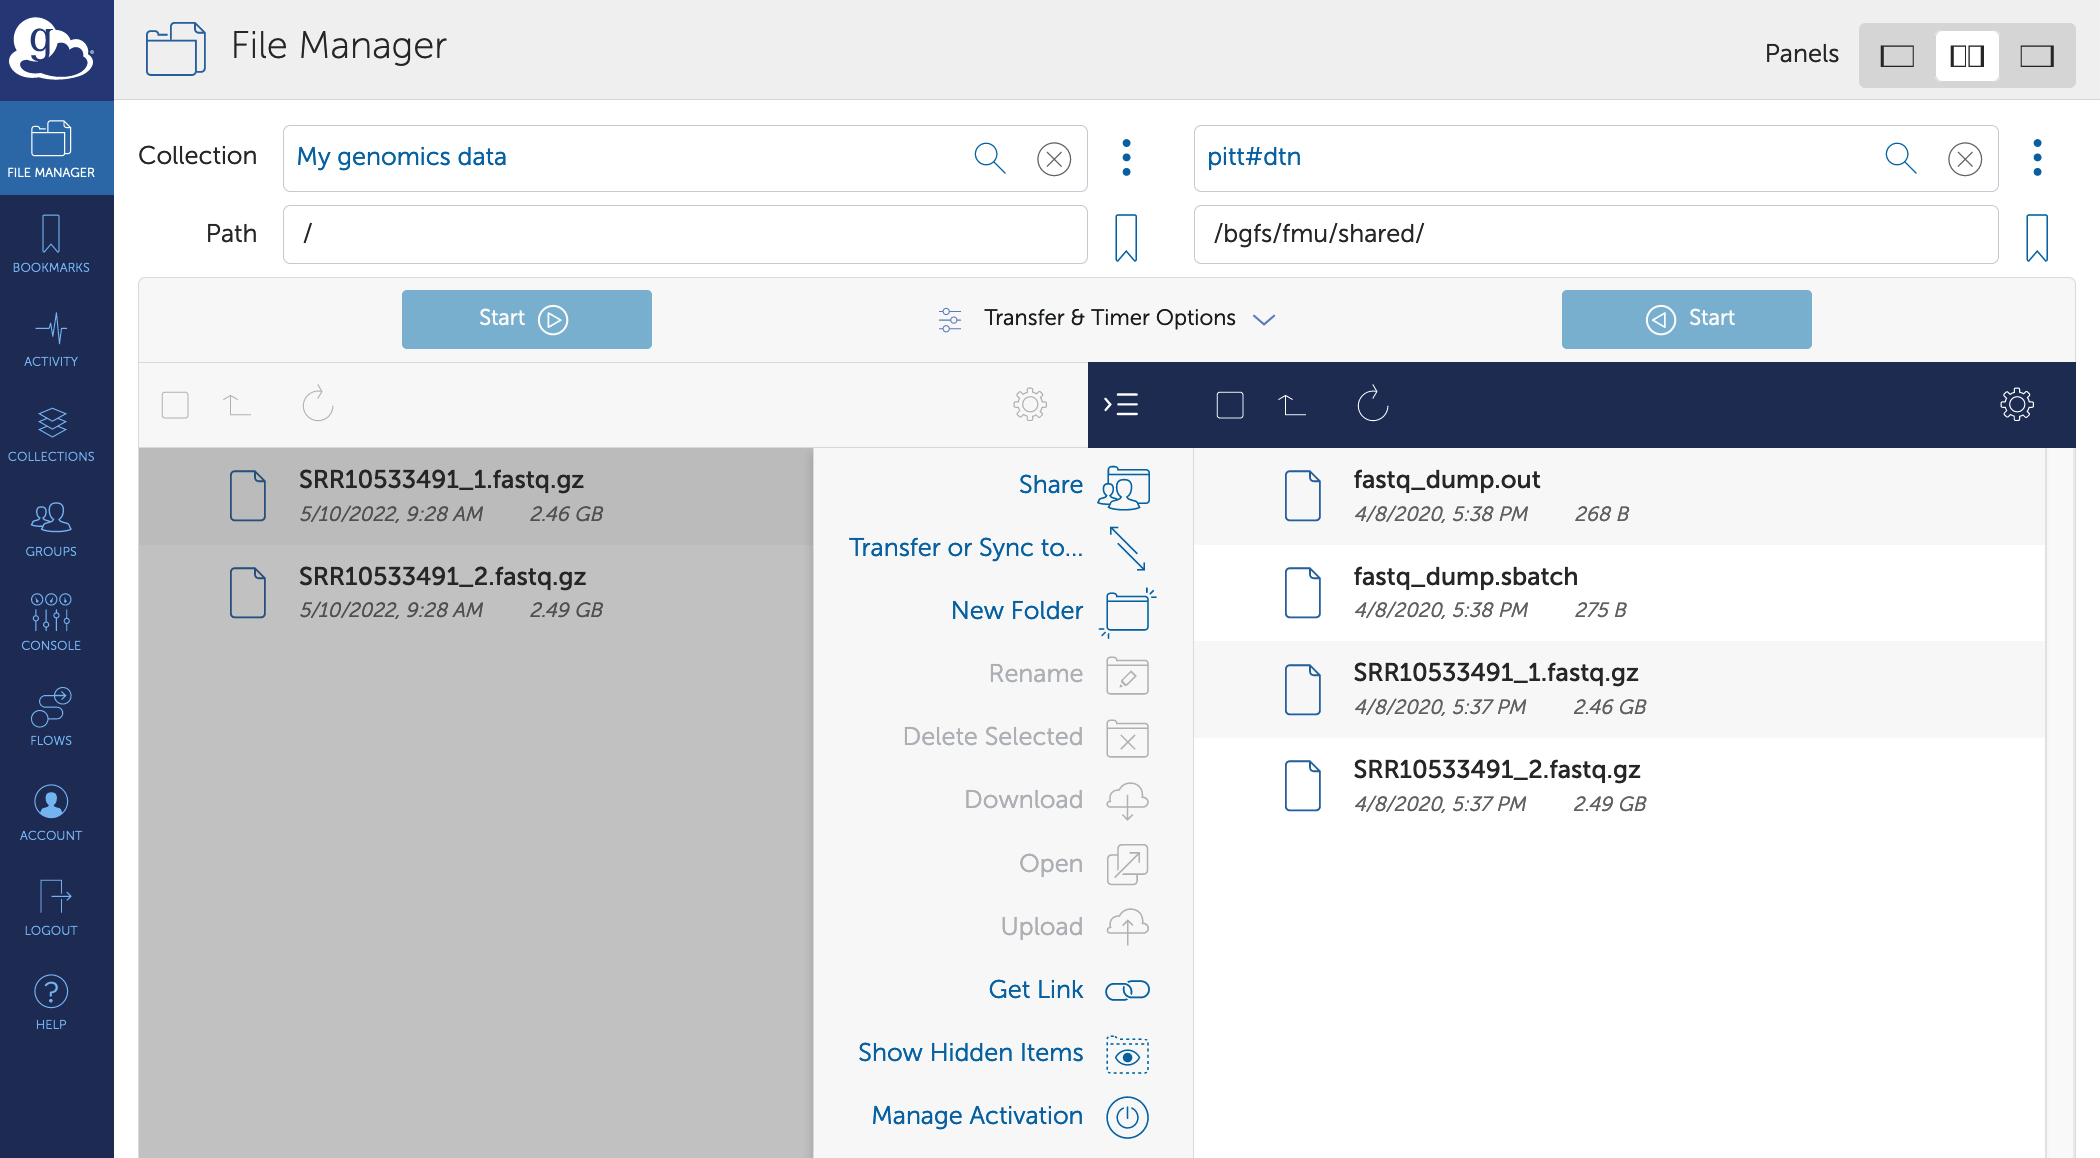 g
File Manager
Panels
FILE MANAGER
BOOKMARKS
ACTIVITY
COLLECTIONS
GROUPS
CONSOLE
FLOWS
ACCOUNT
LOGOUT
HELP
Collection
My genomics data
pitt#dtn
Path
/
/bgfs/fmu/shared/
Start
Transfer & Timer Options
Start
SRR10533491_1.fastq.gz
5/10/2022, 9:28 AM 2.46 GB
SRR10533491_2.fastq.gz
5/10/2022, 9:28 AM 2.49 GB
Share
Transfer or Sync to...
New Folder
Rename
Delete Selected
Download
Open
Upload
Get Link
Show Hidden Items
Manage Activation
fastq_dump.out
4/8/2020, 5:38 PM 268 B
fastq_dump.sbatch
4/8/2020, 5:38 PM 275 B
SRR10533491_1.fastq.gz
4/8/2020, 5:37 PM 2.46 GB
SRR10533491_2.fastq.gz
4/8/2020, 5:37 PM 2.49 GB